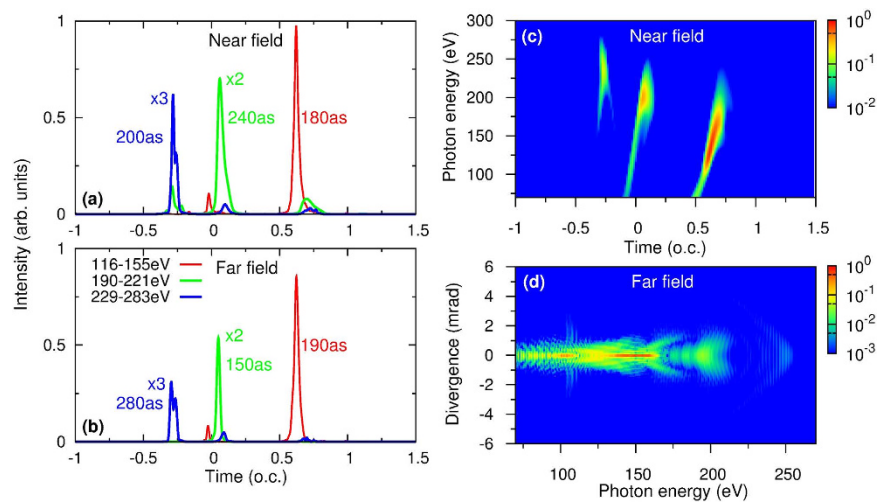 Intensity (arb. units)
1
0.5
0
Near field
x3
200as
x2
240as
180as
(a)
-1 -0.5 0 0.5 1 1.5
1
0.5
0
116-155eV
190-221eV
229-283eV
Far field
x3
280as
x2
150as
190as
(b)
-1 -0.5 0 0.5 1 1.5
Time (o.c.)
Photon energy (eV)
300
250
200
150
100
(c) Near field
-1 -0.5 0 0.5 1 1.5
Time (o.c.)
10^0
10^-1
10^-2
Divergence (mrad)
6
4
2
0
-2
-4
-6
(d) Far field
100 150 200 250
Photon energy (eV)
10^0
10^-1
10^-2
10^-3